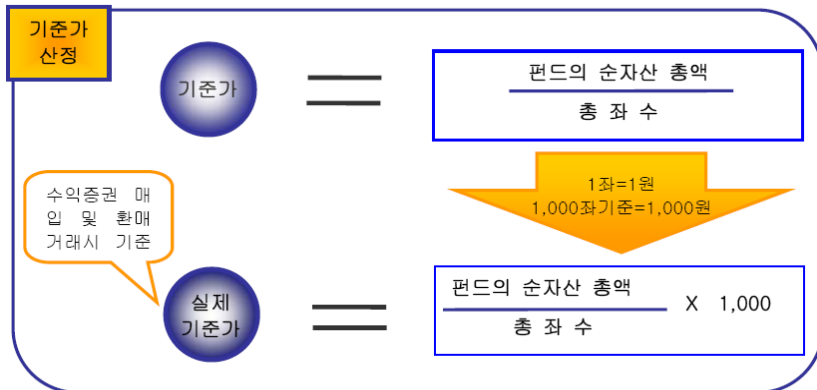 기준가
산정
기준가
펀드의 순자산 총액
총 좌 수
1좌=1원
1,000좌기준=1,000원
수익증권 매
입 및 환매
거래시 기준
실제
기준가
펀드의 순자산 총액
X 1,000
총 좌 수